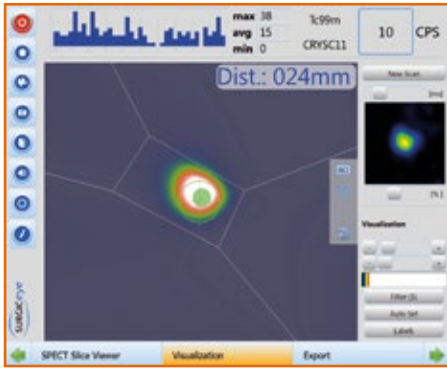 max 38
avg 15
min 0
Tc99m
CRYSC11
10 CPS
Dist.: 024mm
New Scan
Visualization
Filter (S)
Auto Set
Labels
surgiceye
SPECT Slice Viewer
Visualization
Export